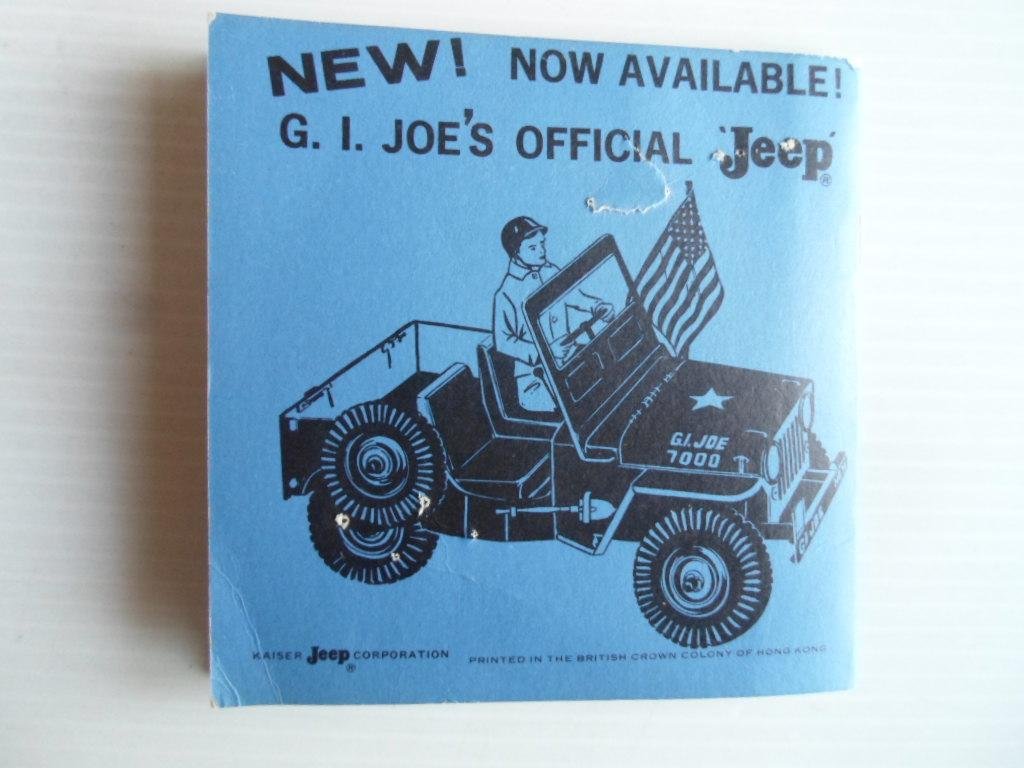 NEW! NOW AVAILABLE!
G. I. JOE'S OFFICIAL 'Jeep'®
G.I. JOE
7000
G.I. JOE
KAISER Jeep® CORPORATION PRINTED IN THE BRITISH CROWN COLONY OF HONG KONG